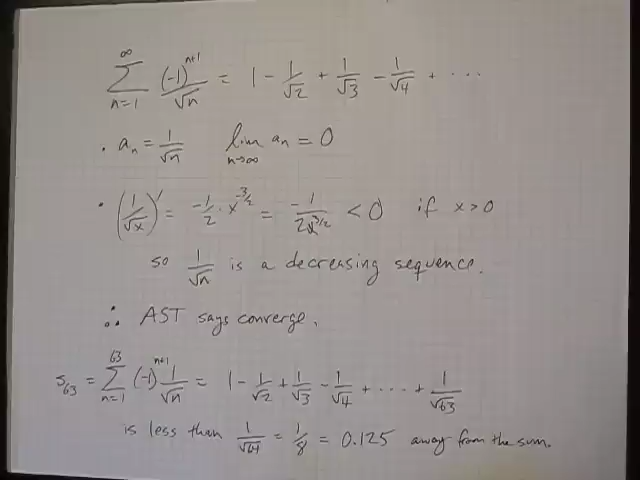 ∞
∑ (-1)^{n+1}/√n = 1 - 1/√2 + 1/√3 - 1/√4 + ···
n=1
· a_n = 1/√n lim a_n = 0
n→∞
· (1/√x)' = -1/2 · x^{-3/2} = -1/(2x^{3/2}) < 0 if x>0
so 1/√n is a decreasing sequence.
∴ AST says converge.
63
S_63 = ∑ (-1)^{n+1} 1/√n = 1 - 1/√2 + 1/√3 - 1/√4 + ··· + 1/√63
n=1
is less than 1/√64 = 1/8 = 0.125 away from the sum.